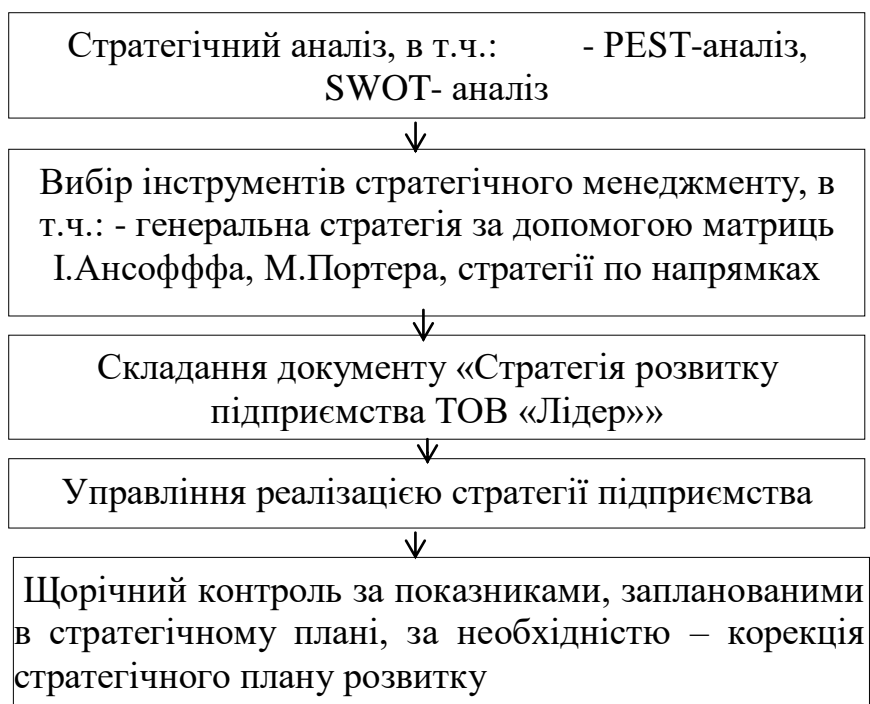 Стратегічний аналіз, в т.ч.: - PEST-аналіз,
SWOT- аналіз
Вибір інструментів стратегічного менеджменту, в
т.ч.: - генеральна стратегія за допомогою матриць
І.Ансофффа, М.Портера, стратегії по напрямках
Складання документу «Стратегія розвитку
підприємства ТОВ «Лідер»»
Управління реалізацією стратегії підприємства
Щорічний контроль за показниками, запланованими
в стратегічному плані, за необхідністю – корекція
стратегічного плану розвитку